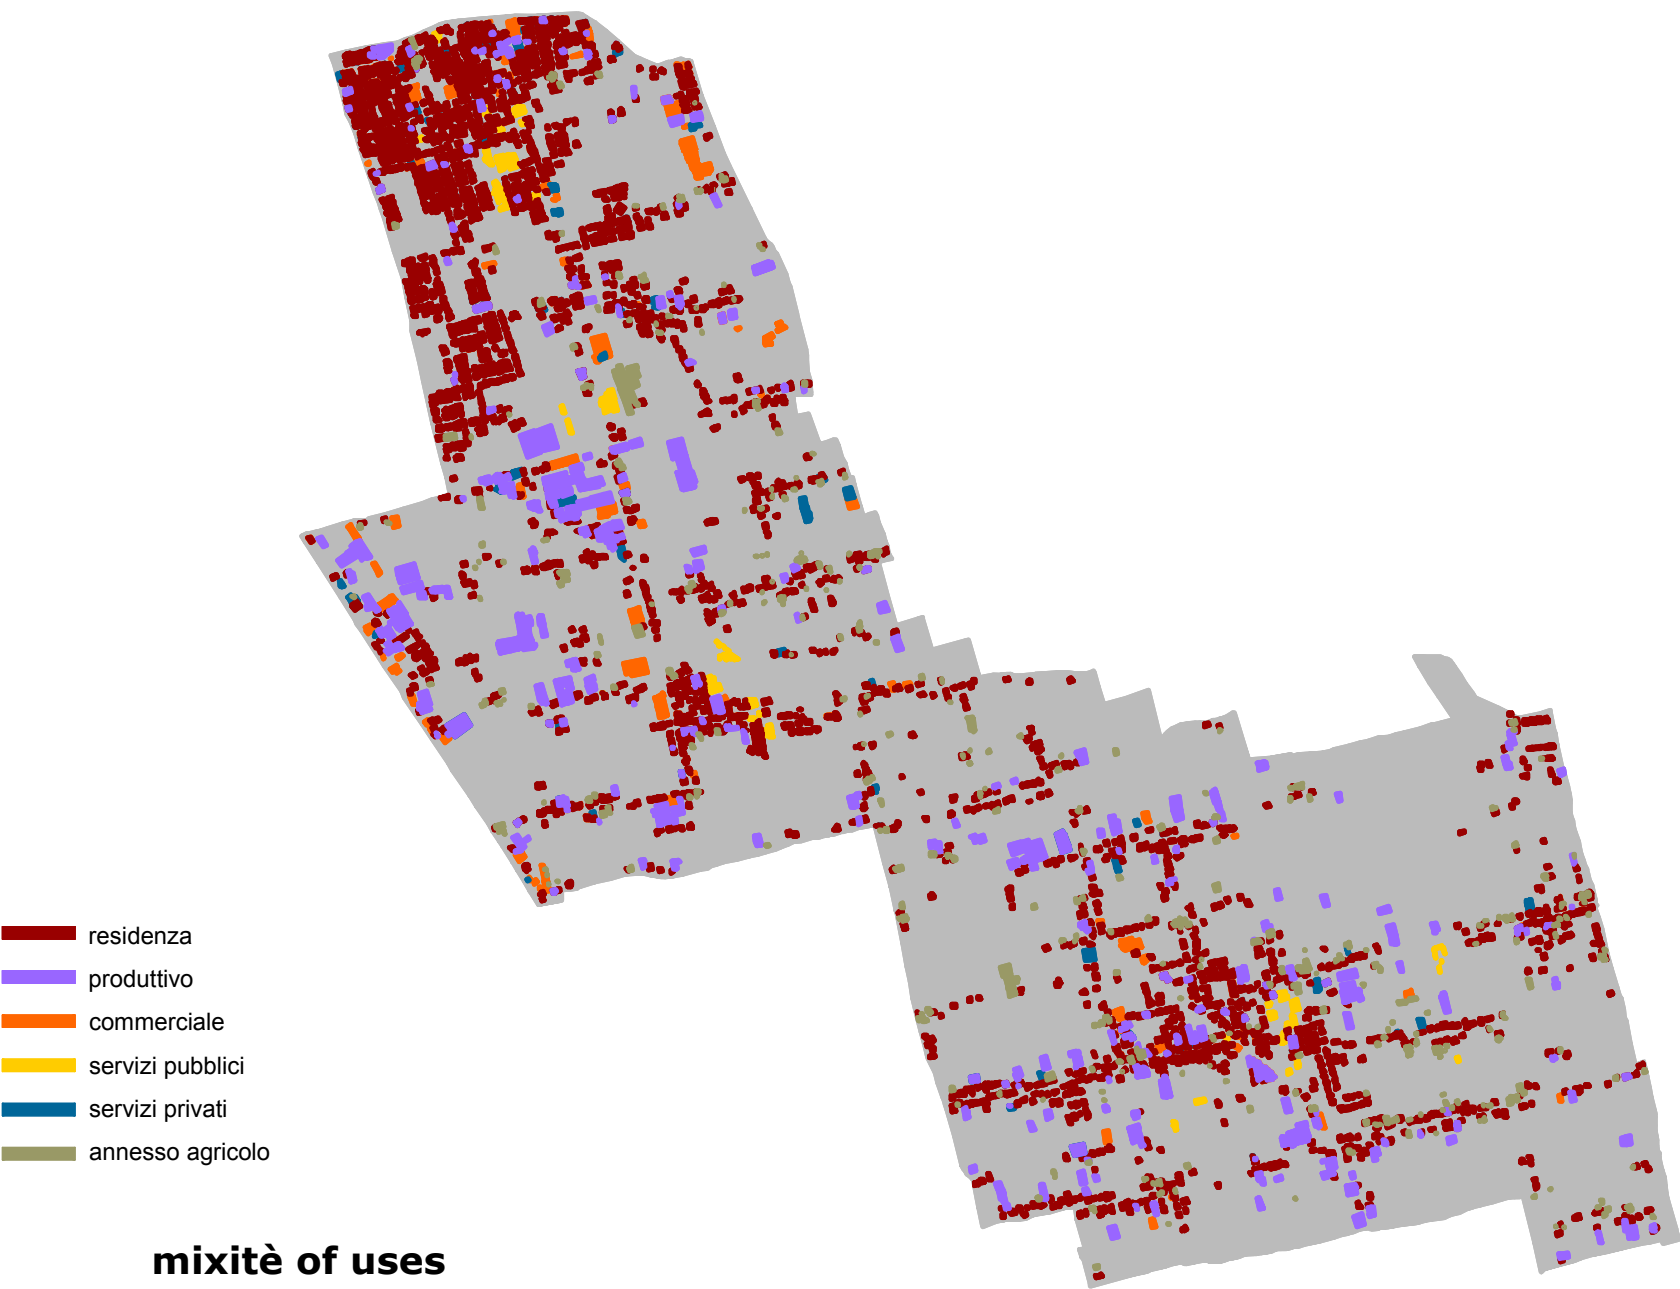 residenza
produttivo
commerciale
servizi pubblici
servizi privati
annesso agricolo
mixitè of uses